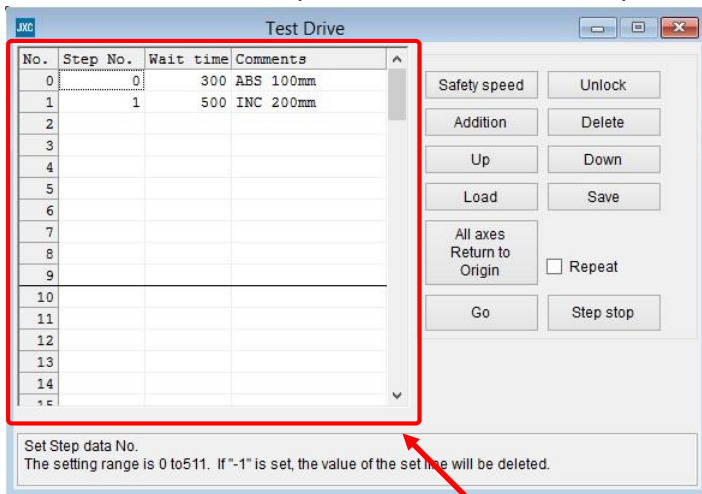 JXC Test Drive
No. Step No. Wait time Comments
0 0 300 ABS 100mm
1 1 500 INC 200mm
2
3
4
5
6
7
8
9
10
11
12
13
14
Safety speed Unlock
Addition Delete
Up Down
Load Save
All axes
Return to
Origin
Repeat
Go Step stop
Set Step data No.
The setting range is 0 to511. If "-1" is set, the value of the set line will be deleted.